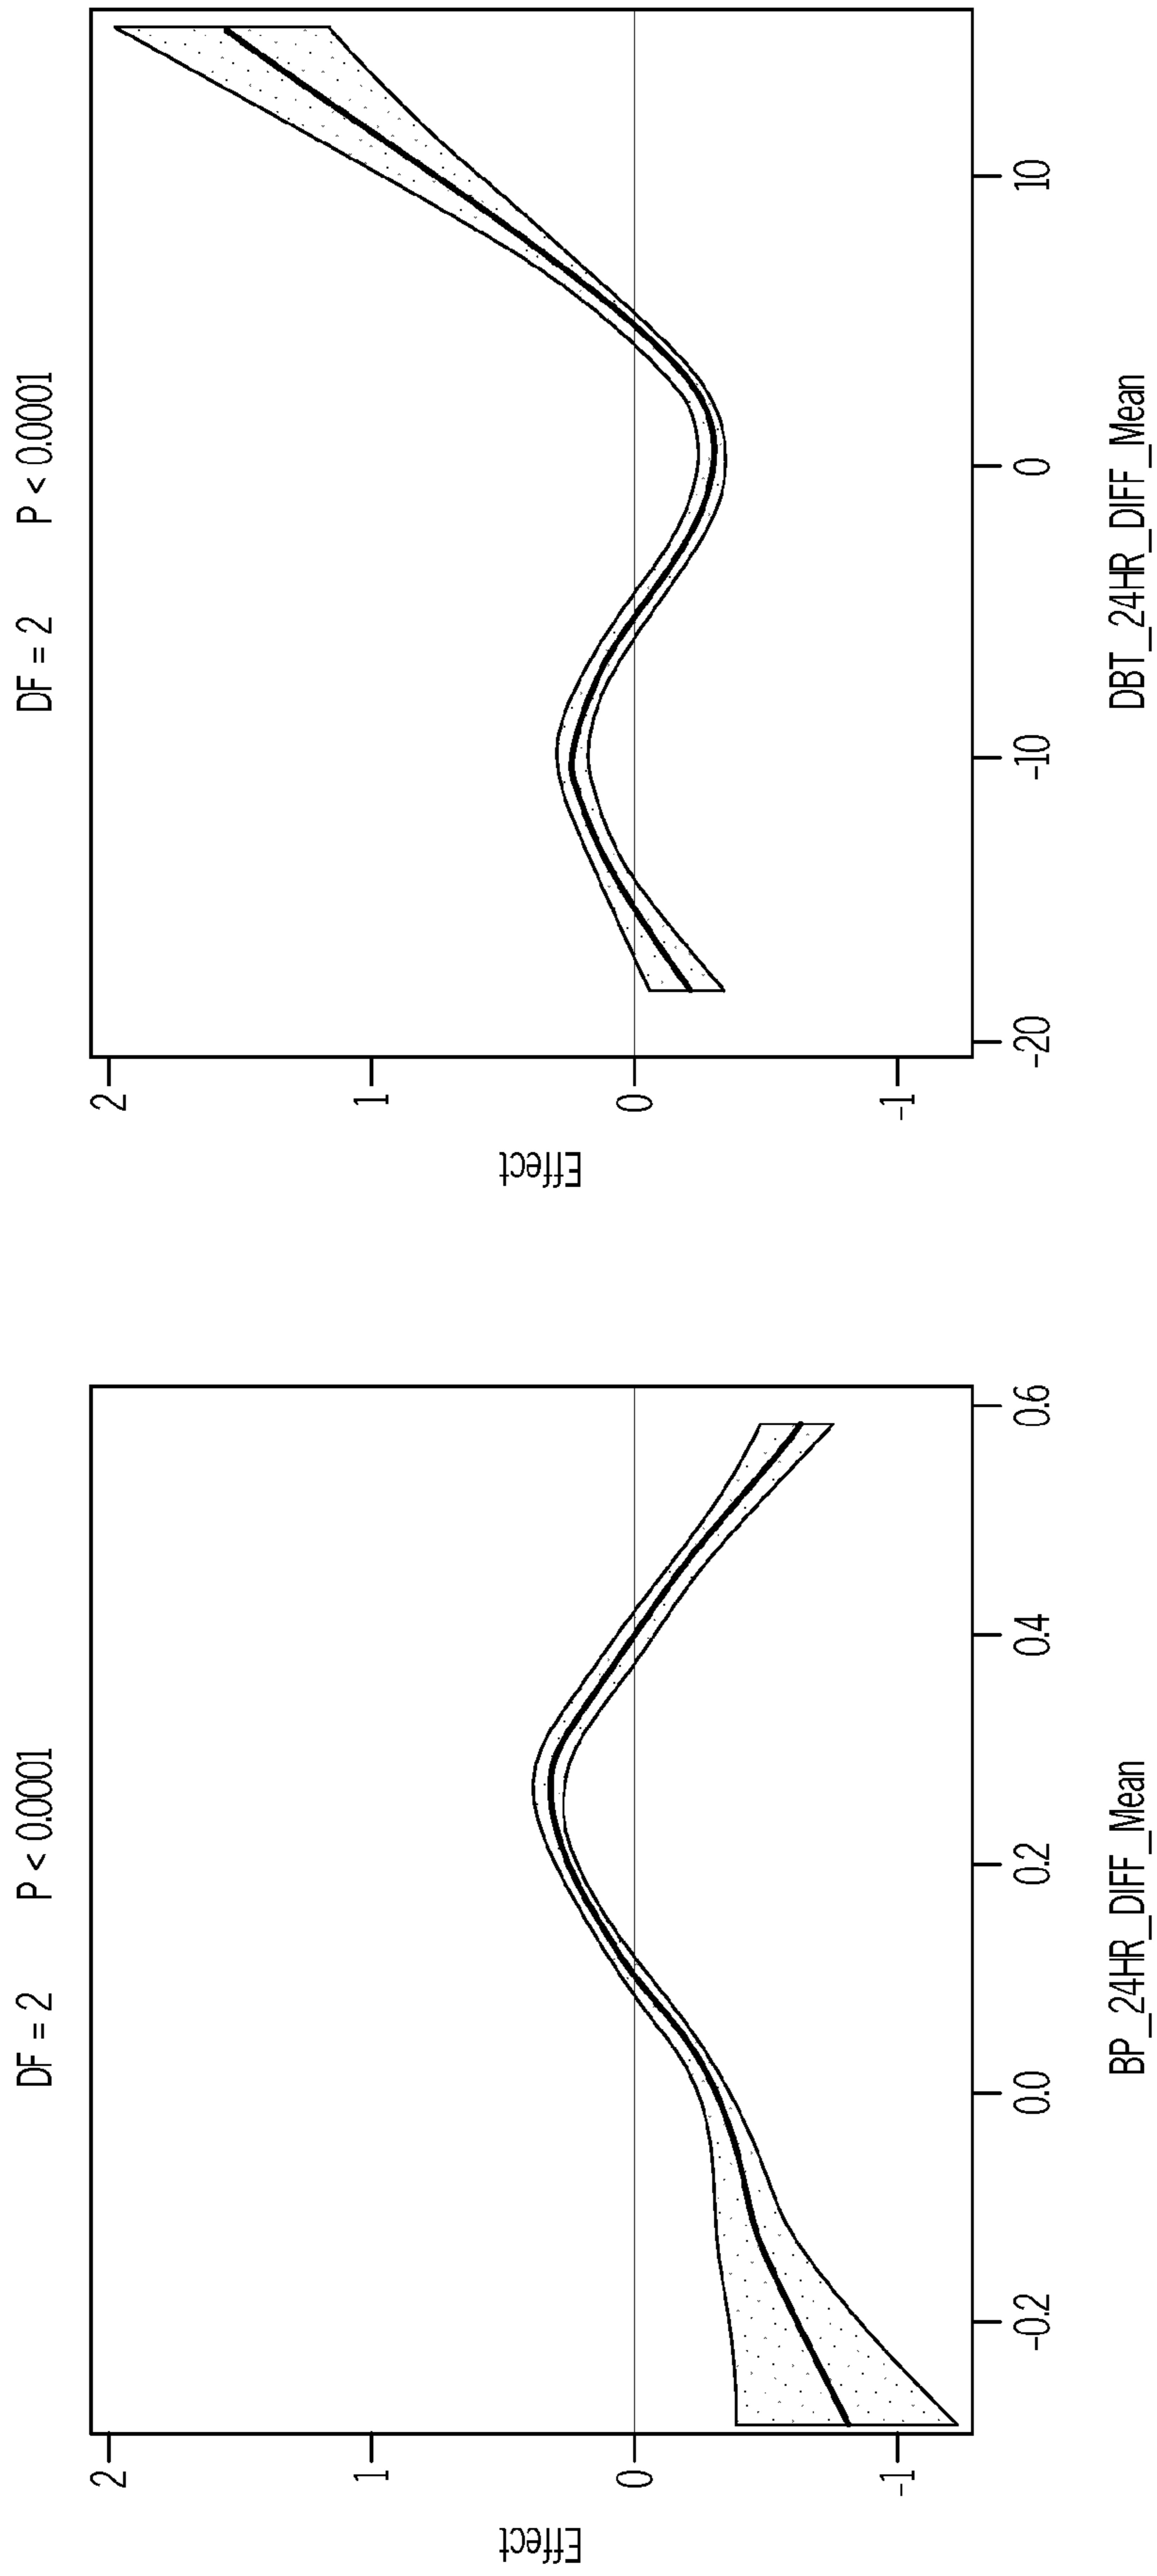 DF = 2 P < 0.0001
Effect
2
1
0
-1
-0.2
0.0
0.2
0.4
0.6
BP_24HR_DIFF_Mean
DF = 2 P < 0.0001
Effect
2
1
0
-1
-20
-10
0
10
DBT_24HR_DIFF_Mean